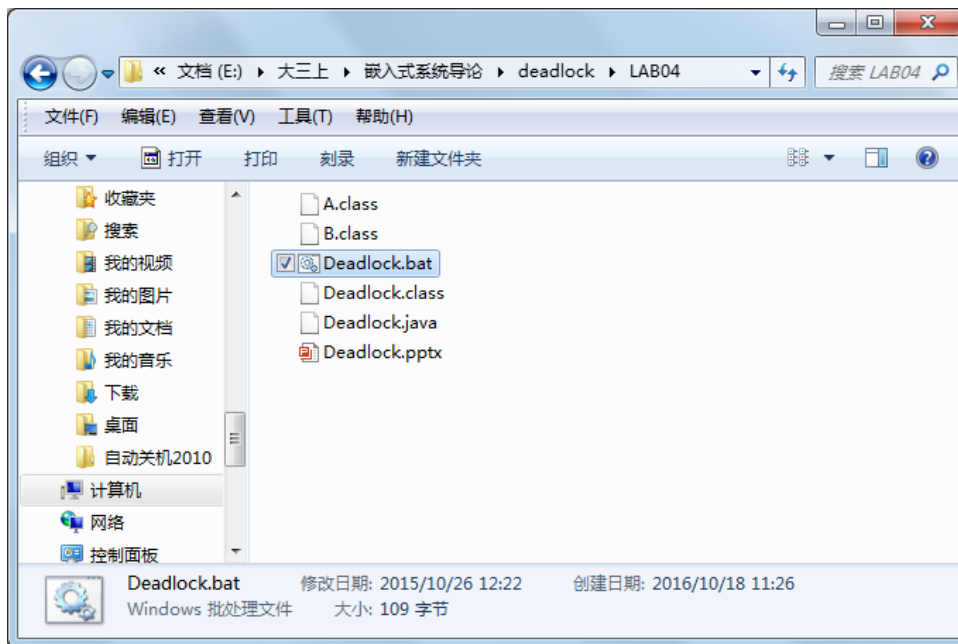 « 文档 (E:) ▸ 大三上 ▸ 嵌入式系统导论 ▸ deadlock ▸ LAB04
搜索 LAB04
文件(F) 编辑(E) 查看(V) 工具(T) 帮助(H)
组织 打开 打印 刻录 新建文件夹
收藏夹
搜索
我的视频
我的图片
我的文档
我的音乐
下载
桌面
自动关机2010
计算机
网络
控制面板
A.class
B.class
Deadlock.bat
Deadlock.class
Deadlock.java
Deadlock.pptx
Deadlock.bat 修改日期: 2015/10/26 12:22 创建日期: 2016/10/18 11:26
Windows 批处理文件 大小: 109 字节